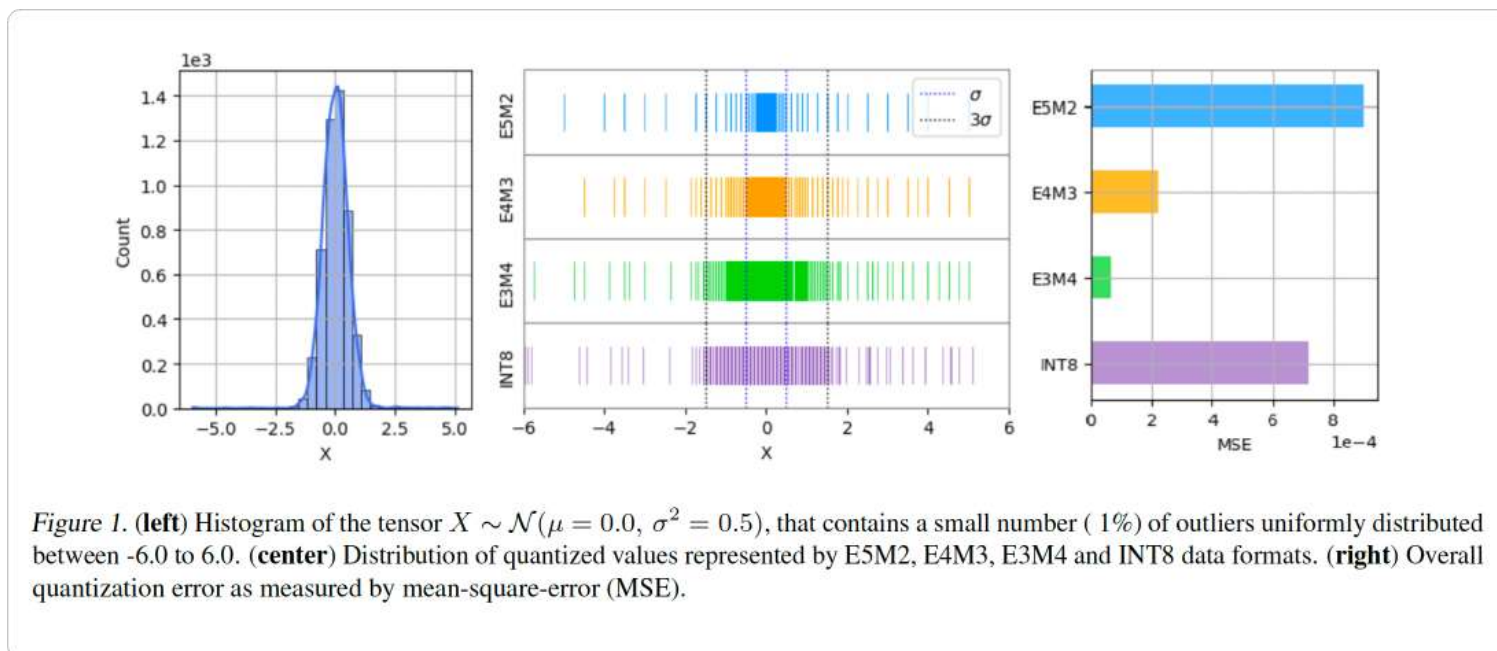 1e3
1.4
1.2
1.0
0.8
0.6
0.4
0.2
0.0
Count
−5.0 −2.5 0.0 2.5 5.0
X
E5M2
E4M3
E3M4
INT8
σ
3σ
−6 −4 −2 0 2 4 6
X
E5M2
E4M3
E3M4
INT8
0 2 4 6 8
1e−4
MSE
Figure 1. (left) Histogram of the tensor X ∼ N(μ = 0.0, σ² = 0.5), that contains a small number ( 1%) of outliers uniformly distributed
between -6.0 to 6.0. (center) Distribution of quantized values represented by E5M2, E4M3, E3M4 and INT8 data formats. (right) Overall
quantization error as measured by mean-square-error (MSE).